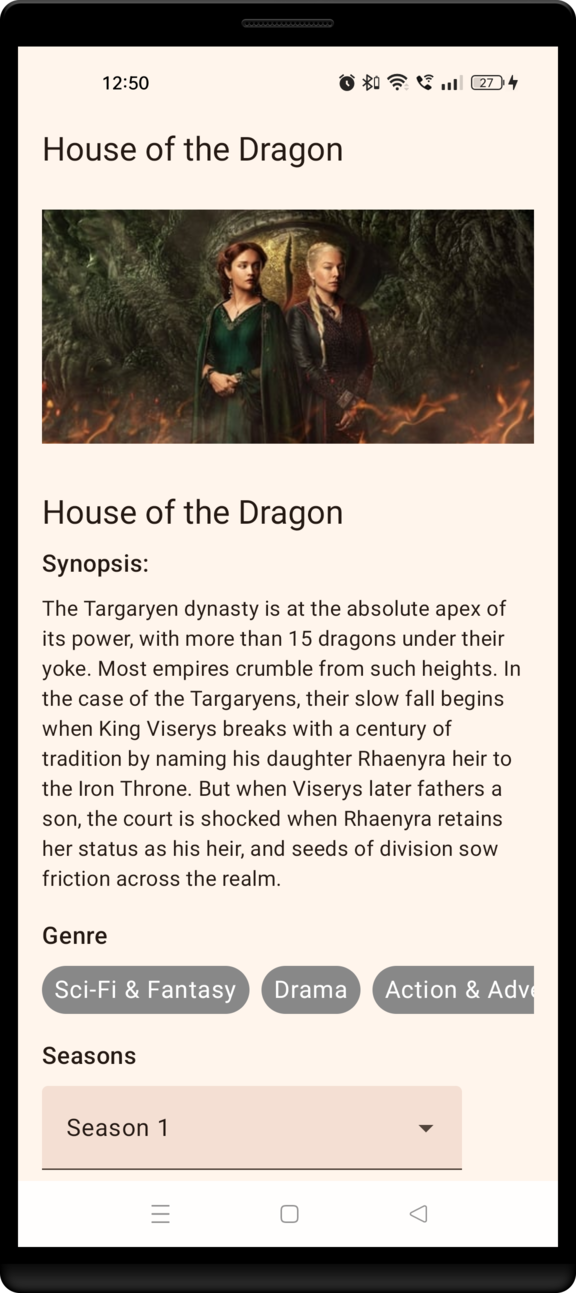 12:50
27
House of the Dragon
House of the Dragon
Synopsis:
The Targaryen dynasty is at the absolute apex of
its power, with more than 15 dragons under their
yoke. Most empires crumble from such heights. In
the case of the Targaryens, their slow fall begins
when King Viserys breaks with a century of
tradition by naming his daughter Rhaenyra heir to
the Iron Throne. But when Viserys later fathers a
son, the court is shocked when Rhaenyra retains
her status as his heir, and seeds of division sow
friction across the realm.
Genre
Sci-Fi & Fantasy Drama Action & Adve
Seasons
Season 1